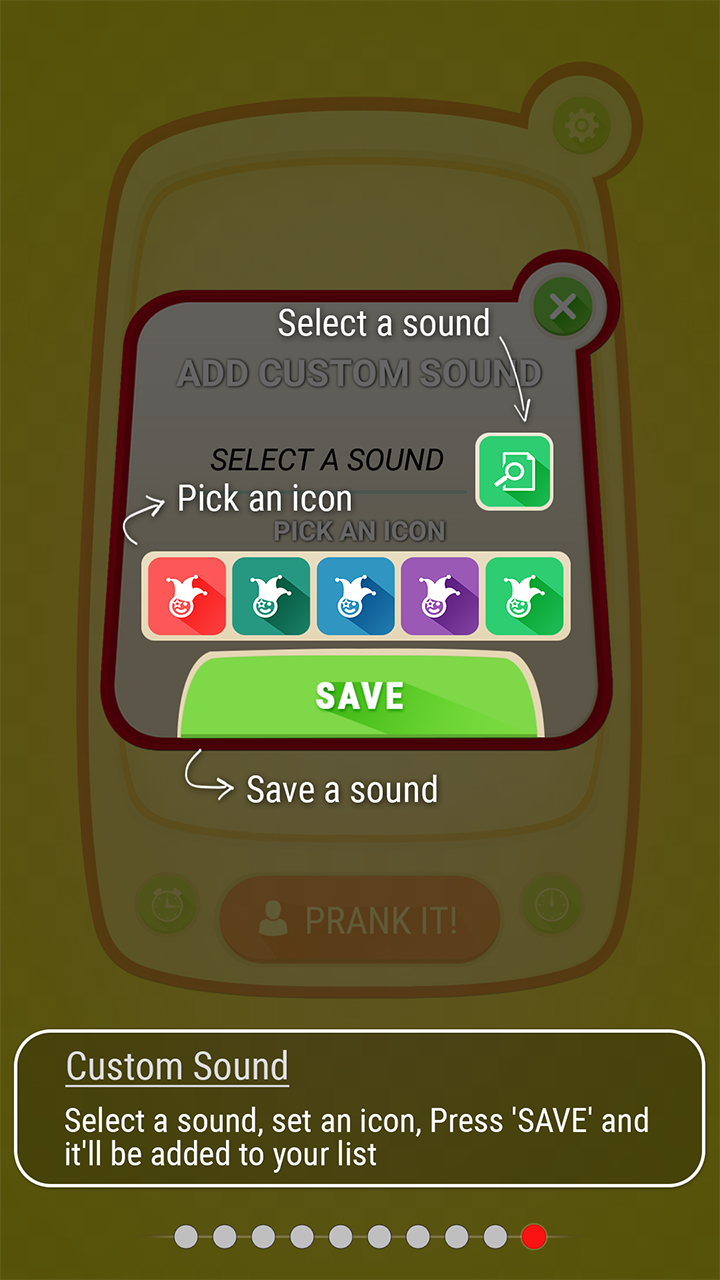 Select a sound
ADD CUSTOM SOUND
SELECT A SOUND
Pick an icon
PICK AN ICON
SAVE
Save a sound
PRANK IT!
Custom Sound
Select a sound, set an icon, Press 'SAVE' and
it'll be added to your list